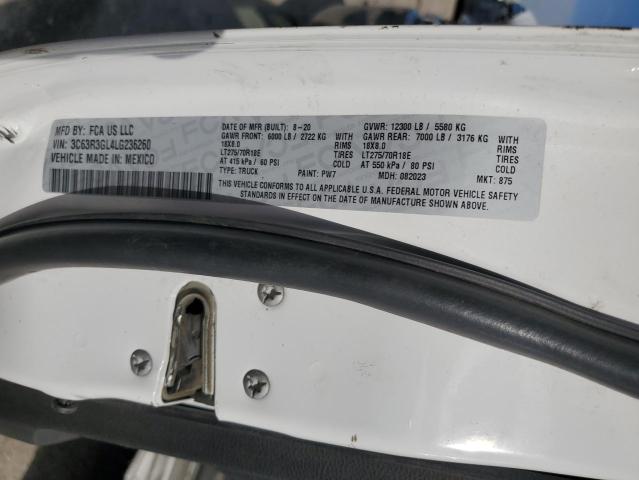 MFD BY: FCA US LLC
VIN: 3C63R3GL4LG236260
VEHICLE MADE IN: MEXICO
DATE OF MFR (BUILT): 8-20
GAWR FRONT: 6000 LB / 2722 KG WITH
18X8.0 RIMS
LT275/70R18E TIRES
AT 415 kPa / 60 PSI COLD
TYPE: TRUCK PAINT: PW7
GVWR: 12300 LB / 5580 KG
GAWR REAR: 7000 LB / 3176 KG WITH
18X8.0 RIMS
LT275/70R18E TIRES
AT 550 kPa / 80 PSI COLD
MDH: 082023 MKT: 875
THIS VEHICLE CONFORMS TO ALL APPLICABLE U.S.A. FEDERAL MOTOR VEHICLE SAFETY
STANDARDS IN EFFECT ON THE DATE OF MANUFACTURE SHOWN ABOVE.